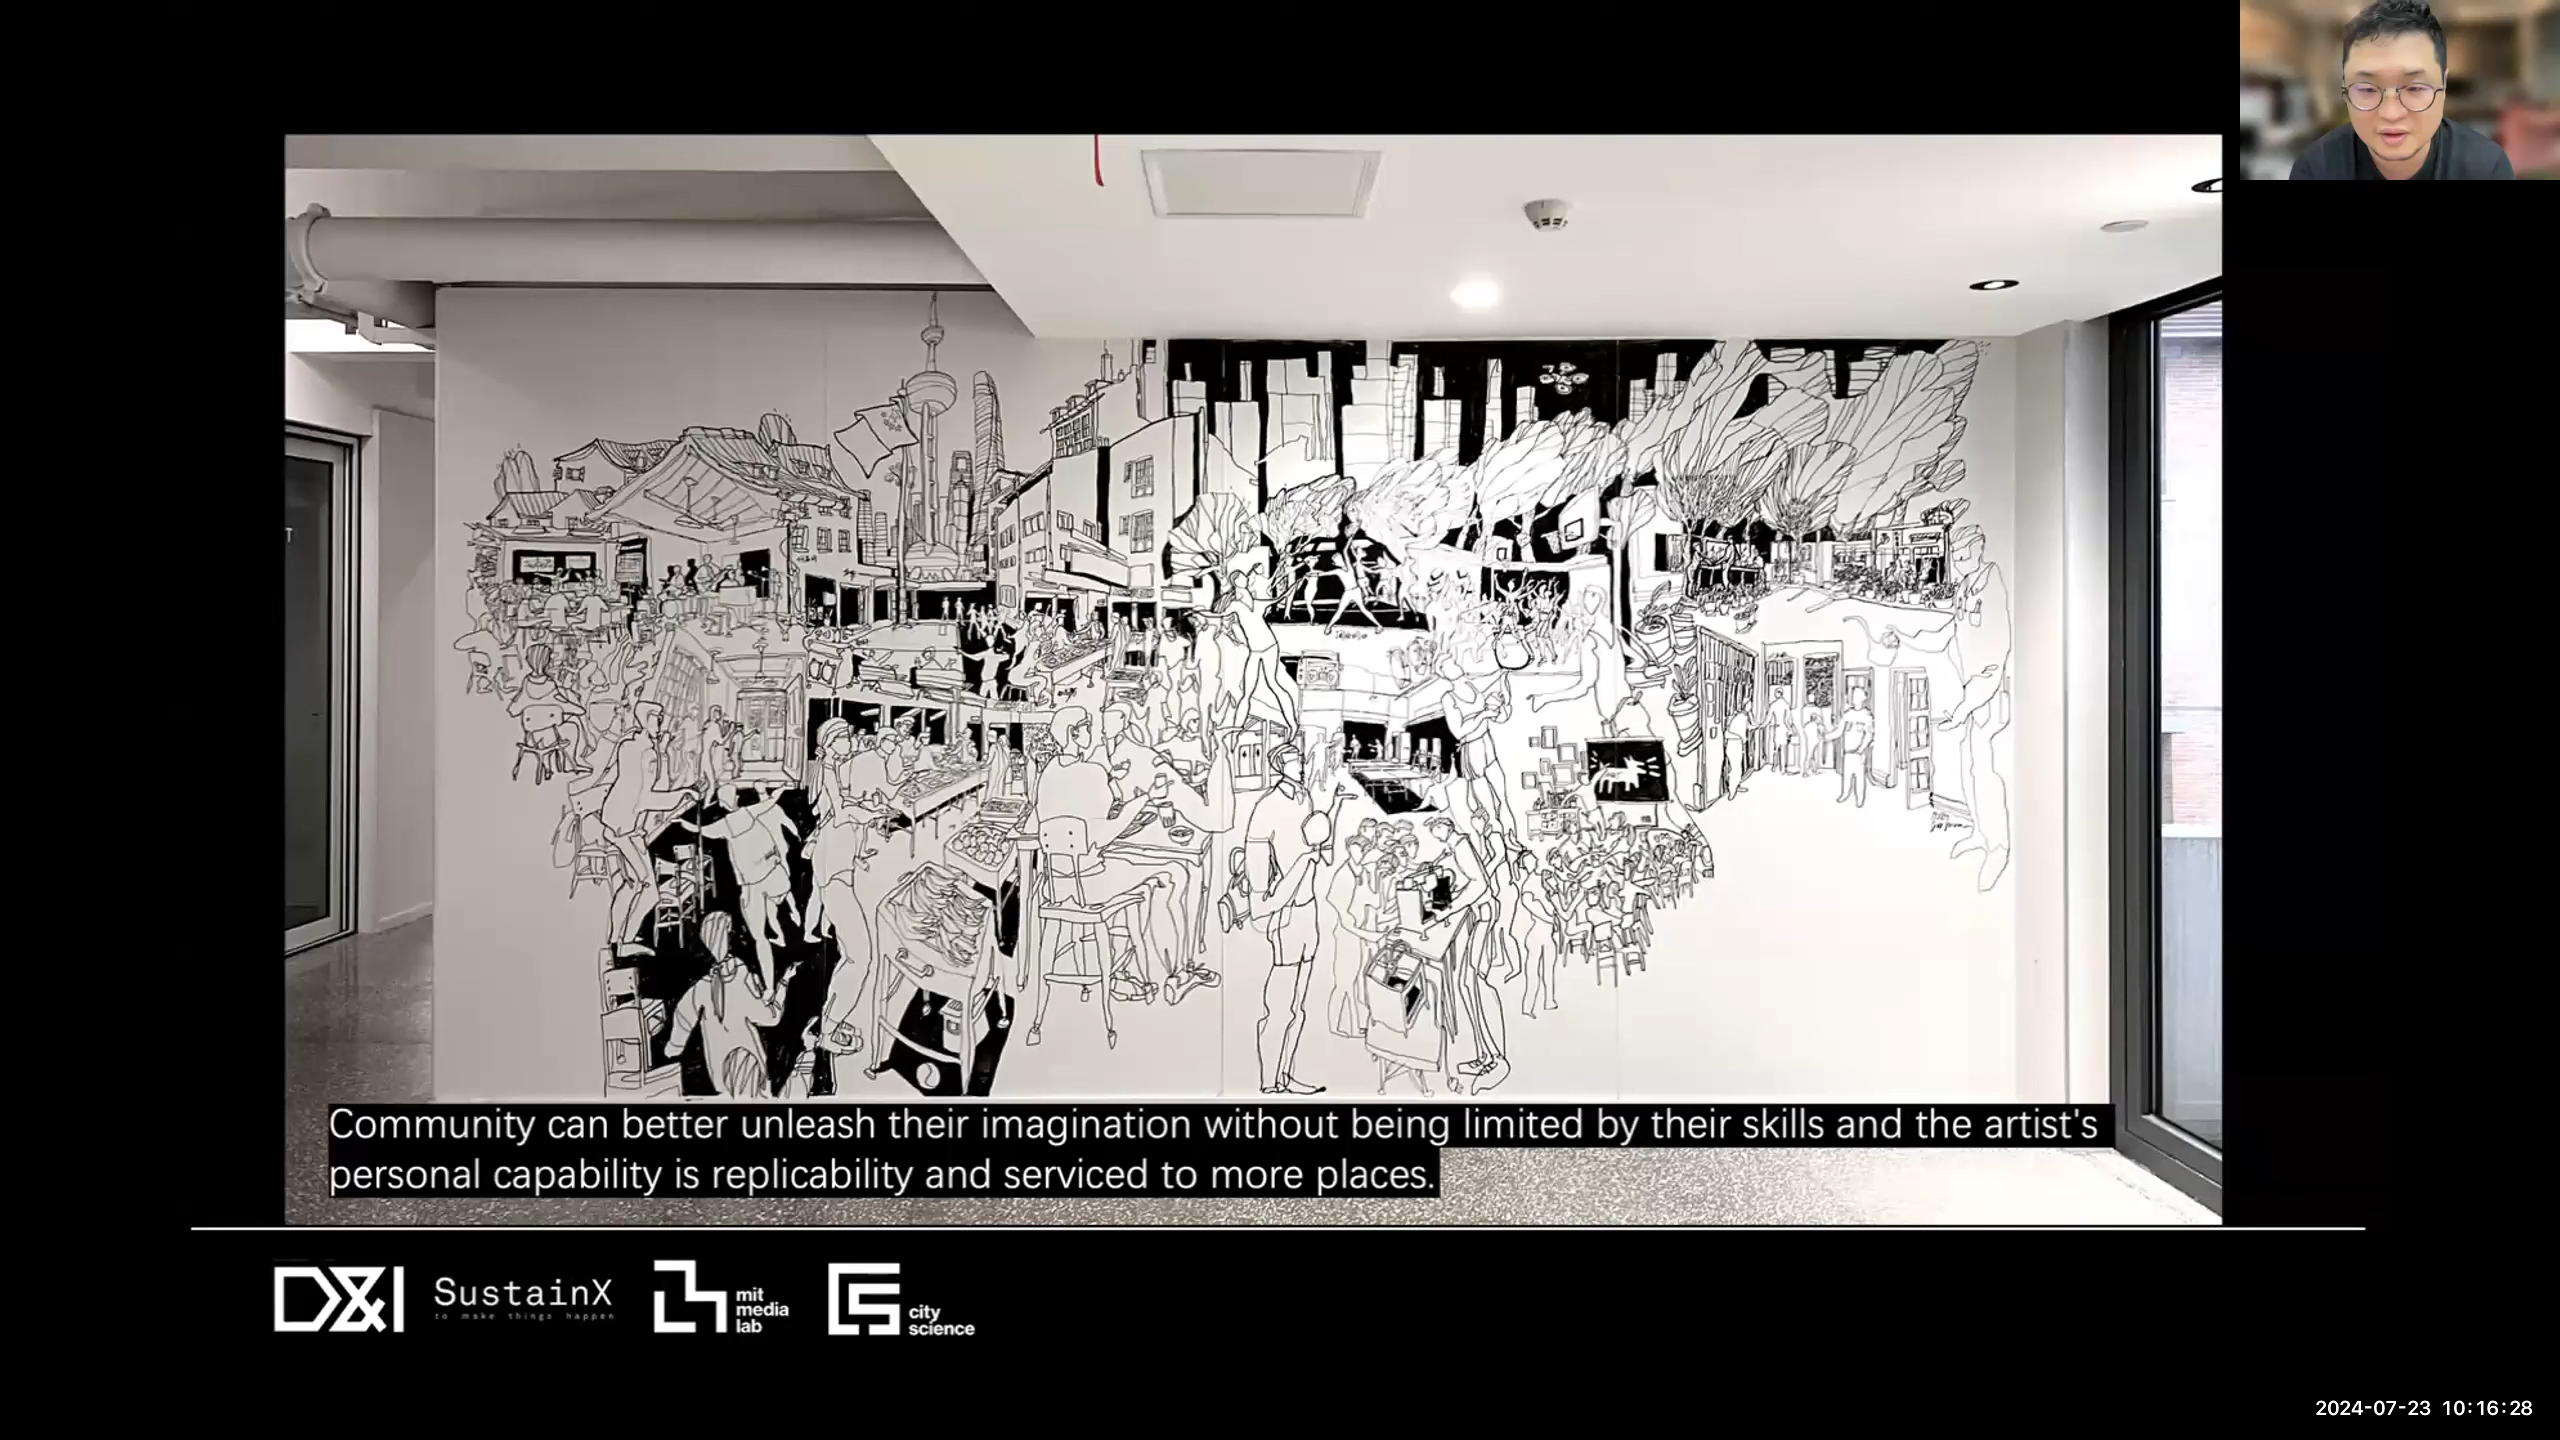 Community can better unleash their imagination without being limited by their skills and the artist's
personal capability is replicability and serviced to more places.
D&I
SustainX
to make things happen
mit
media
lab
city
science
2024-07-23 10:16:28